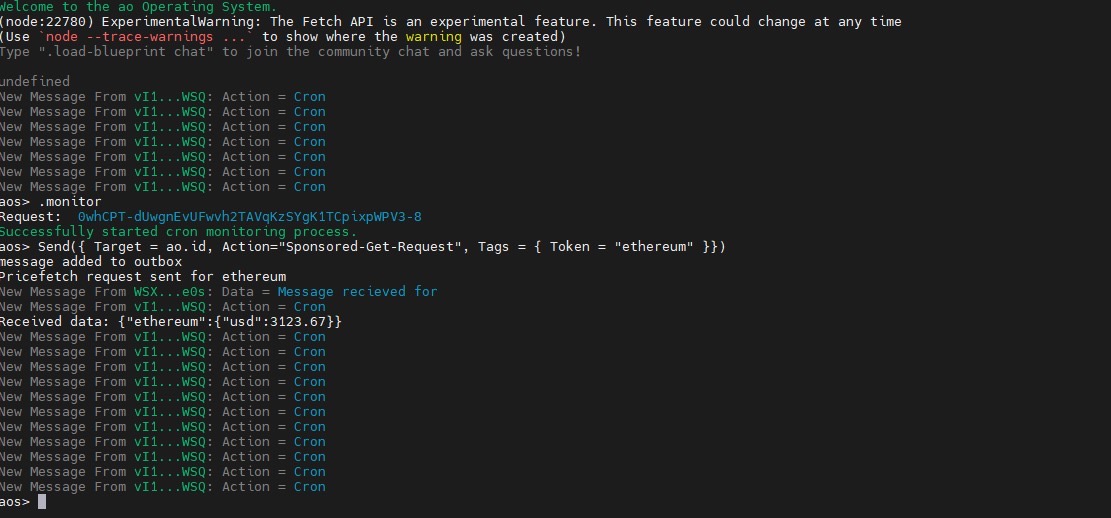 Welcome to the ao Operating System.
(node:22780) ExperimentalWarning: The Fetch API is an experimental feature. This feature could change at any time
(Use `node --trace-warnings ...` to show where the warning was created)
Type ".load-blueprint chat" to join the community chat and ask questions!
undefined
New Message From vI1...WSQ: Action = Cron
New Message From vI1...WSQ: Action = Cron
New Message From vI1...WSQ: Action = Cron
New Message From vI1...WSQ: Action = Cron
New Message From vI1...WSQ: Action = Cron
New Message From vI1...WSQ: Action = Cron
New Message From vI1...WSQ: Action = Cron
aos> .monitor
Request:  0whCPT-dUwgnEvUFwvh2TAVqKzSYgK1TCpixpWPV3-8
Successfully started cron monitoring process.
aos> Send({ Target = ao.id, Action="Sponsored-Get-Request", Tags = { Token = "ethereum" }})
message added to outbox
Pricefetch request sent for ethereum
New Message From WSX...e0s: Data = Message recieved for
New Message From vI1...WSQ: Action = Cron
Received data: {"ethereum":{"usd":3123.67}}
New Message From vI1...WSQ: Action = Cron
New Message From vI1...WSQ: Action = Cron
New Message From vI1...WSQ: Action = Cron
New Message From vI1...WSQ: Action = Cron
New Message From vI1...WSQ: Action = Cron
New Message From vI1...WSQ: Action = Cron
New Message From vI1...WSQ: Action = Cron
New Message From vI1...WSQ: Action = Cron
New Message From vI1...WSQ: Action = Cron
New Message From vI1...WSQ: Action = Cron
New Message From vI1...WSQ: Action = Cron
aos>